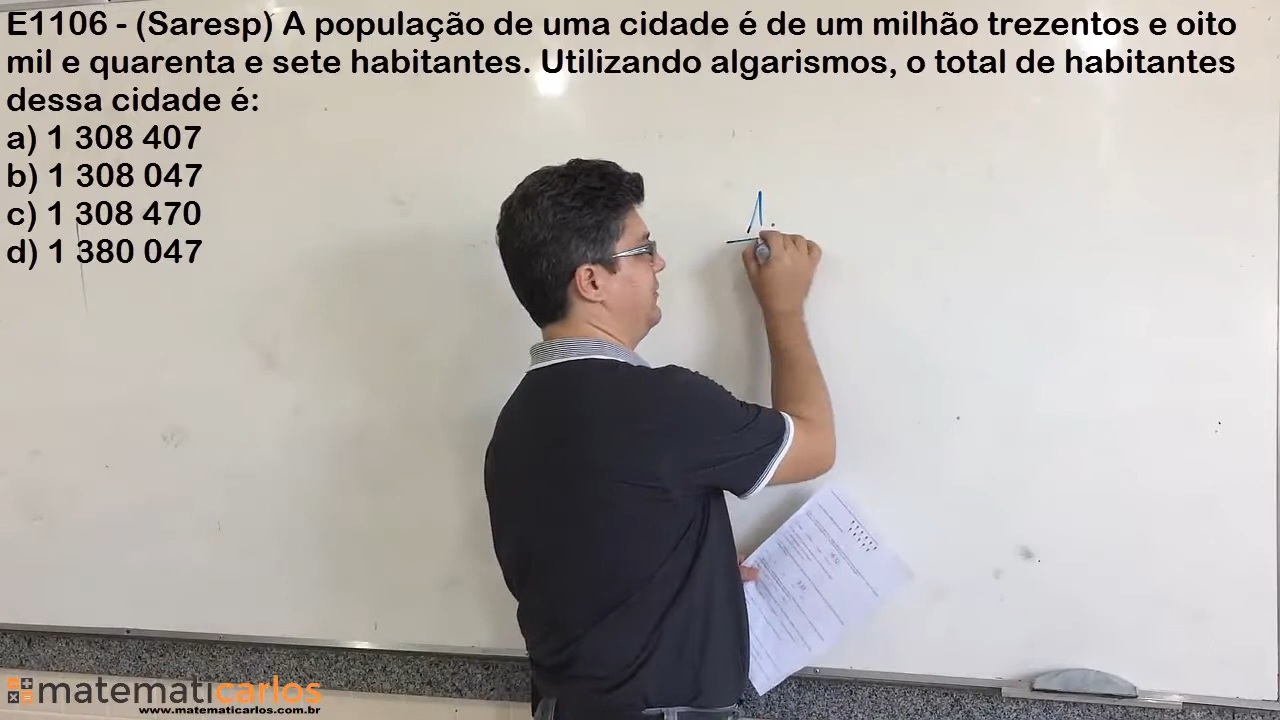 E1106 - (Saresp) A população de uma cidade é de um milhão trezentos e oito
mil e quarenta e sete habitantes. Utilizando algarismos, o total de habitantes
dessa cidade é:
a) 1 308 407
b) 1 308 047
c) 1 308 470
d) 1 380 047
1.
matematicarlos
www.matematicarlos.com.br